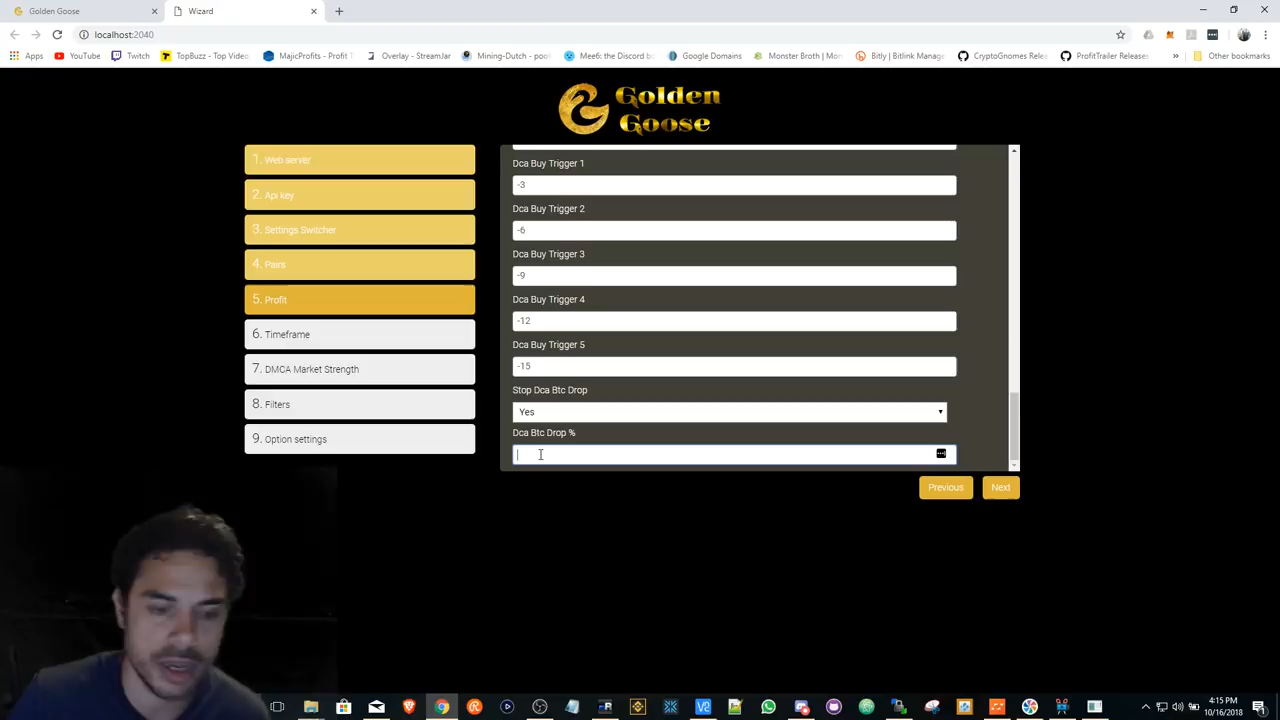 Golden Goose
Wizard
localhost:2040
Apps
YouTube
Twitch
TopBuzz - Top Video
MajicProfits - Profit T
Overlay - StreamJar
Mining-Dutch - pool
Mee6: the Discord bo
Google Domains
Monster Broth | Mon
Bitly | Bitlink Manage
CryptoGnomes Relea
ProfitTrailer Releases
Other bookmarks
Golden
Goose
1. Web server
2. Api key
3. Settings Switcher
4. Pairs
5. Profit
6. Timeframe
7. DMCA Market Strength
8. Filters
9. Option settings
Dca Buy Trigger 1
-3
Dca Buy Trigger 2
-6
Dca Buy Trigger 3
-9
Dca Buy Trigger 4
-12
Dca Buy Trigger 5
-15
Stop Dca Btc Drop
Yes
Dca Btc Drop %
Previous
Next
4:15 PM
10/16/2018